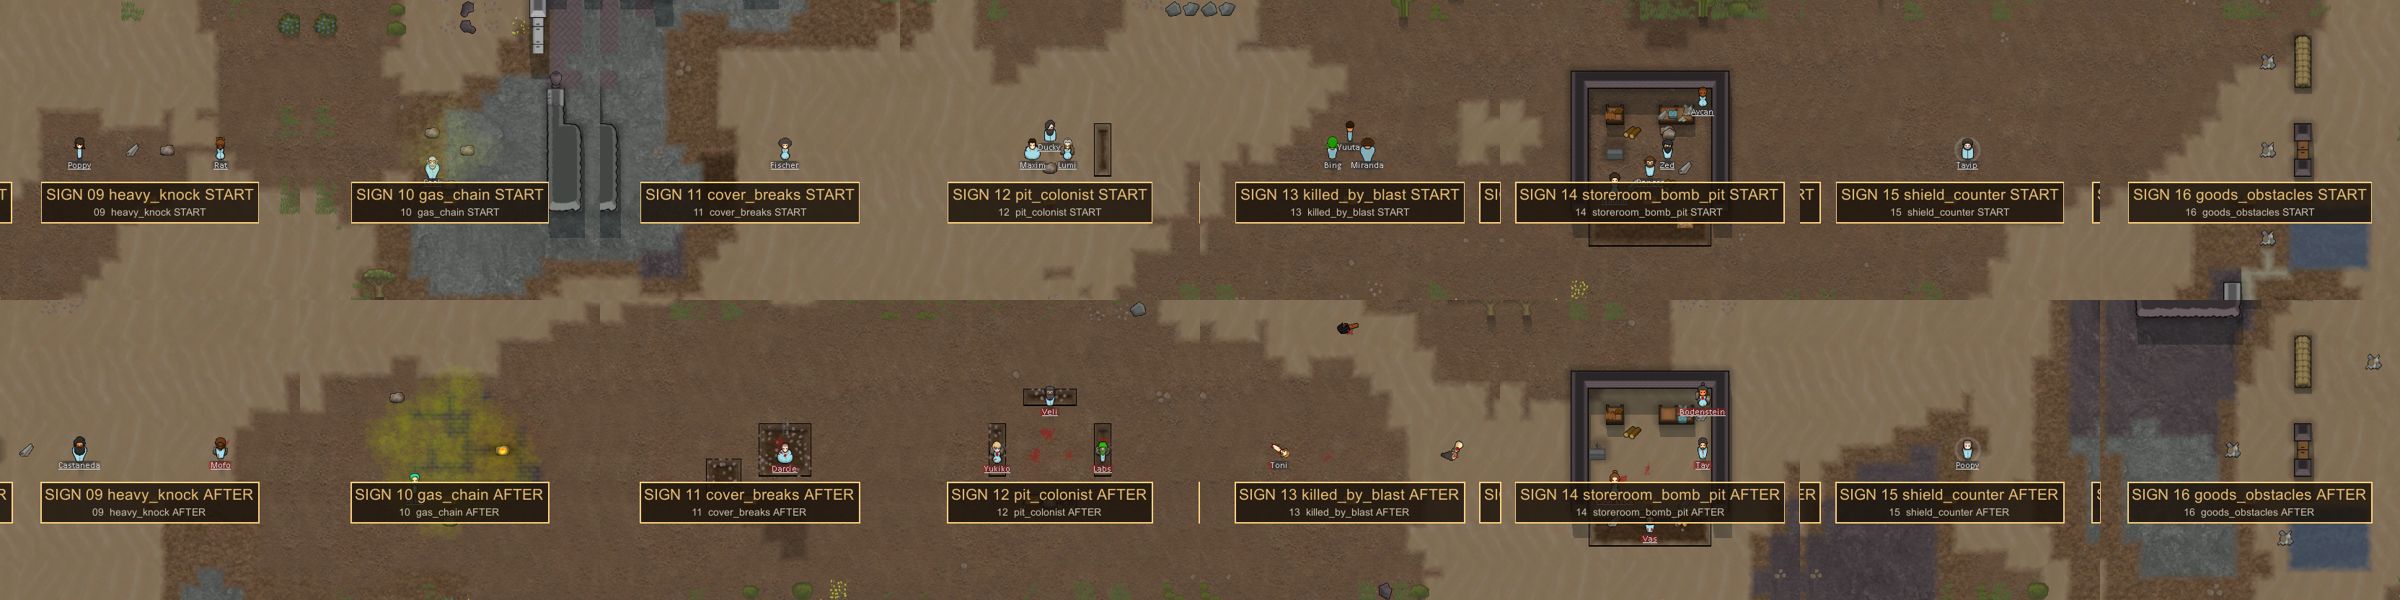 Avcan
Ducky
Yuuta
Poppy
Rat
Fischer
Maxim
Lumi
Bing
Miranda
Zed
Tavip
SIGN 09 heavy_knock START
09 heavy_knock START
SIGN 10 gas_chain START
10 gas_chain START
SIGN 11 cover_breaks START
11 cover_breaks START
SIGN 12 pit_colonist START
12 pit_colonist START
SIGN 13 killed_by_blast START
13 killed_by_blast START
SIGN 14 storeroom_bomb_pit START
14 storeroom_bomb_pit START
SIGN 15 shield_counter START
15 shield_counter START
SIGN 16 goods_obstacles START
16 goods_obstacles START
Veli
Bodenstein
Castaneda
Mofo
Darcie
Yukiko
Labs
Toni
Tay
Poopy
SIGN 09 heavy_knock AFTER
09 heavy_knock AFTER
SIGN 10 gas_chain AFTER
10 gas_chain AFTER
SIGN 11 cover_breaks AFTER
11 cover_breaks AFTER
SIGN 12 pit_colonist AFTER
12 pit_colonist AFTER
SIGN 13 killed_by_blast AFTER
13 killed_by_blast AFTER
SIGN 14 storeroom_bomb_pit AFTER
14 storeroom_bomb_pit AFTER
SIGN 15 shield_counter AFTER
15 shield_counter AFTER
SIGN 16 goods_obstacles AFTER
16 goods_obstacles AFTER
Vas